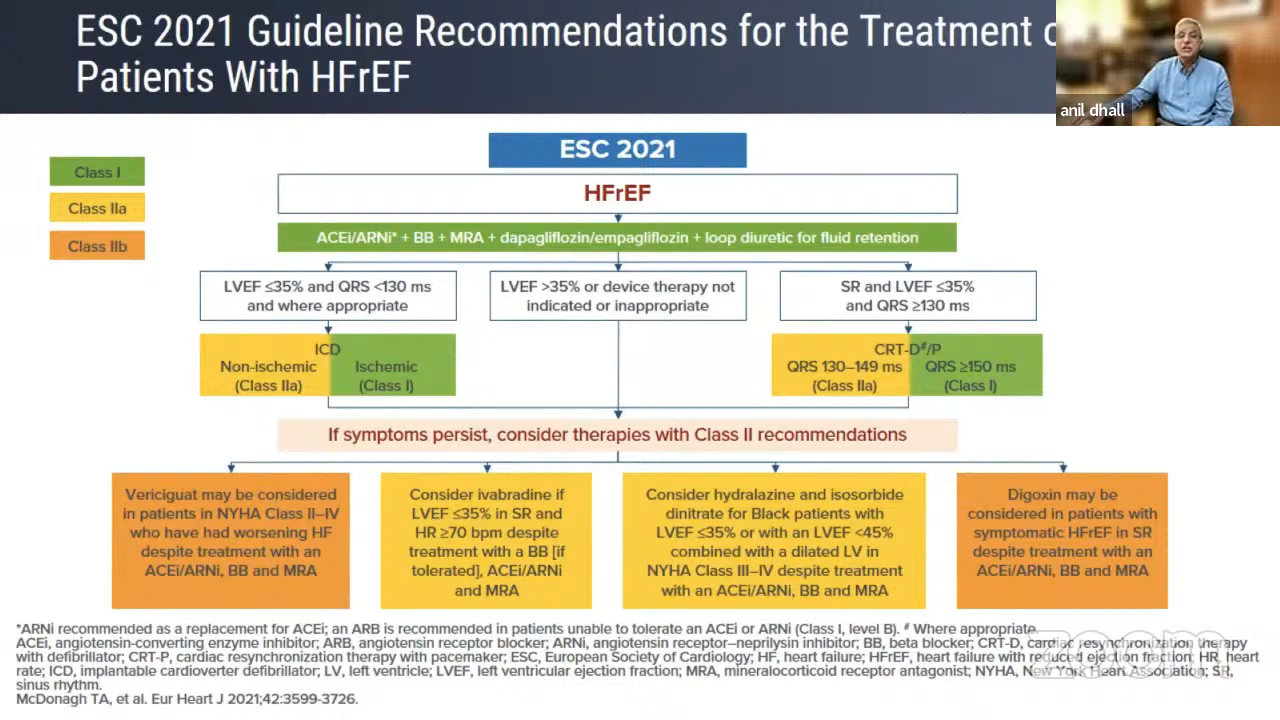 ESC 2021 Guideline Recommendations for the Treatment
Patients With HFrEF
anil dhall
Class I
Class IIa
Class IIb
ESC 2021
HFrEF
ACEi/ARNi* + BB + MRA + dapagliflozin/empagliflozin + loop diuretic for fluid retention
LVEF ≤35% and QRS <130 ms
and where appropriate
LVEF >35% or device therapy not
indicated or inappropriate
SR and LVEF ≤35%
and QRS ≥130 ms
ICD
Non-ischemic
(Class IIa)
Ischemic
(Class I)
CRT-D#/P
QRS 130–149 ms
(Class IIa)
QRS ≥150 ms
(Class I)
If symptoms persist, consider therapies with Class II recommendations
Vericiguat may be considered
in patients in NYHA Class II–IV
who have had worsening HF
despite treatment with an
ACEi/ARNi, BB and MRA
Consider ivabradine if
LVEF ≤35% in SR and
HR ≥70 bpm despite
treatment with a BB [if
tolerated], ACEi/ARNi
and MRA
Consider hydralazine and isosorbide
dinitrate for Black patients with
LVEF ≤35% or with an LVEF <45%
combined with a dilated LV in
NYHA Class III–IV despite treatment
with an ACEi/ARNi, BB and MRA
Digoxin may be
considered in patients with
symptomatic HFrEF in SR
despite treatment with an
ACEi/ARNi, BB and MRA
*ARNi recommended as a replacement for ACEi; an ARB is recommended in patients unable to tolerate an ACEi or ARNi (Class I, level B). # Where appropriate.
ACEi, angiotensin-converting enzyme inhibitor; ARB, angiotensin receptor blocker; ARNi, angiotensin receptor–neprilysin inhibitor; BB, beta blocker; CRT-D, cardiac resynchronization therapy
with defibrillator; CRT-P, cardiac resynchronization therapy with pacemaker; ESC, European Society of Cardiology; HF, heart failure; HFrEF, heart failure with reduced ejection fraction; HR, heart
rate; ICD, implantable cardioverter defibrillator; LV, left ventricle; LVEF, left ventricular ejection fraction; MRA, mineralocorticoid receptor antagonist; NYHA, New York Heart Association; SR,
sinus rhythm.
McDonagh TA, et al. Eur Heart J 2021;42:3599-3726.
zoom